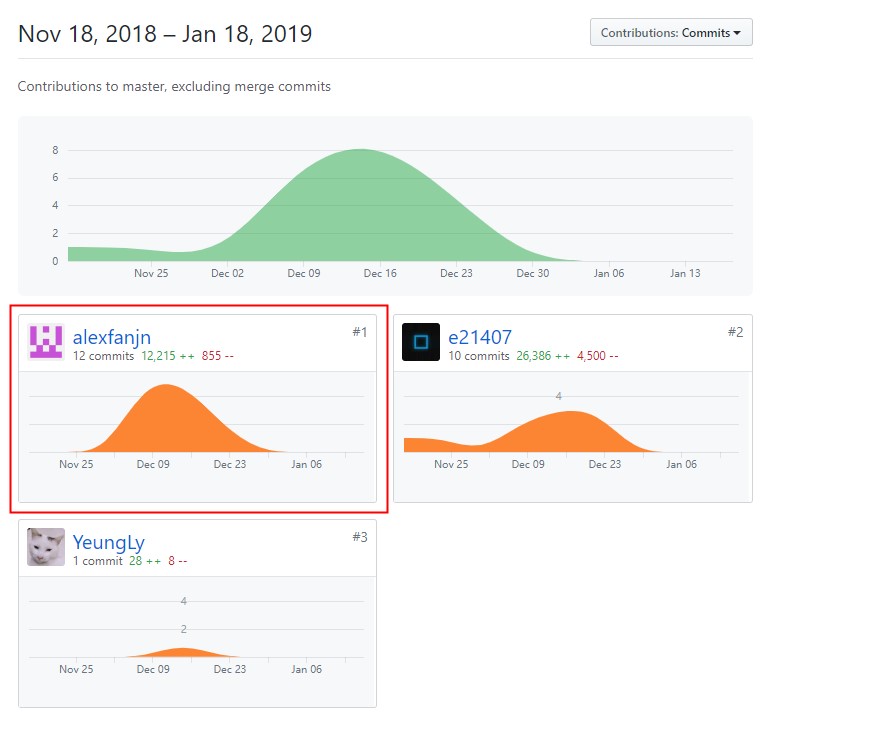 Nov 18, 2018 – Jan 18, 2019
Contributions: Commits
Contributions to master, excluding merge commits
8
6
4
2
0
Nov 25 Dec 02 Dec 09 Dec 16 Dec 23 Dec 30 Jan 06 Jan 13
alexfanjn #1
12 commits 12,215 ++ 855 --
Nov 25 Dec 09 Dec 23 Jan 06
e21407 #2
10 commits 26,386 ++ 4,500 --
4
Nov 25 Dec 09 Dec 23 Jan 06
YeungLy #3
1 commit 28 ++ 8 --
4
2
Nov 25 Dec 09 Dec 23 Jan 06